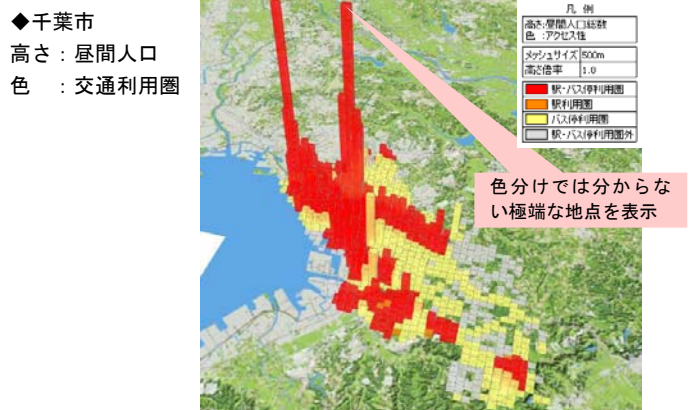 ◆千葉市
高さ：昼間人口
色　：交通利用圏
凡 例
高さ:昼間人口総数
色 :アクセス性
メッシュサイズ 500m
高さ倍率 1.0
駅・バス停利用圏
駅利用圏
バス停利用圏
駅・バス停利用圏外
色分けでは分からな
い極端な地点を表示